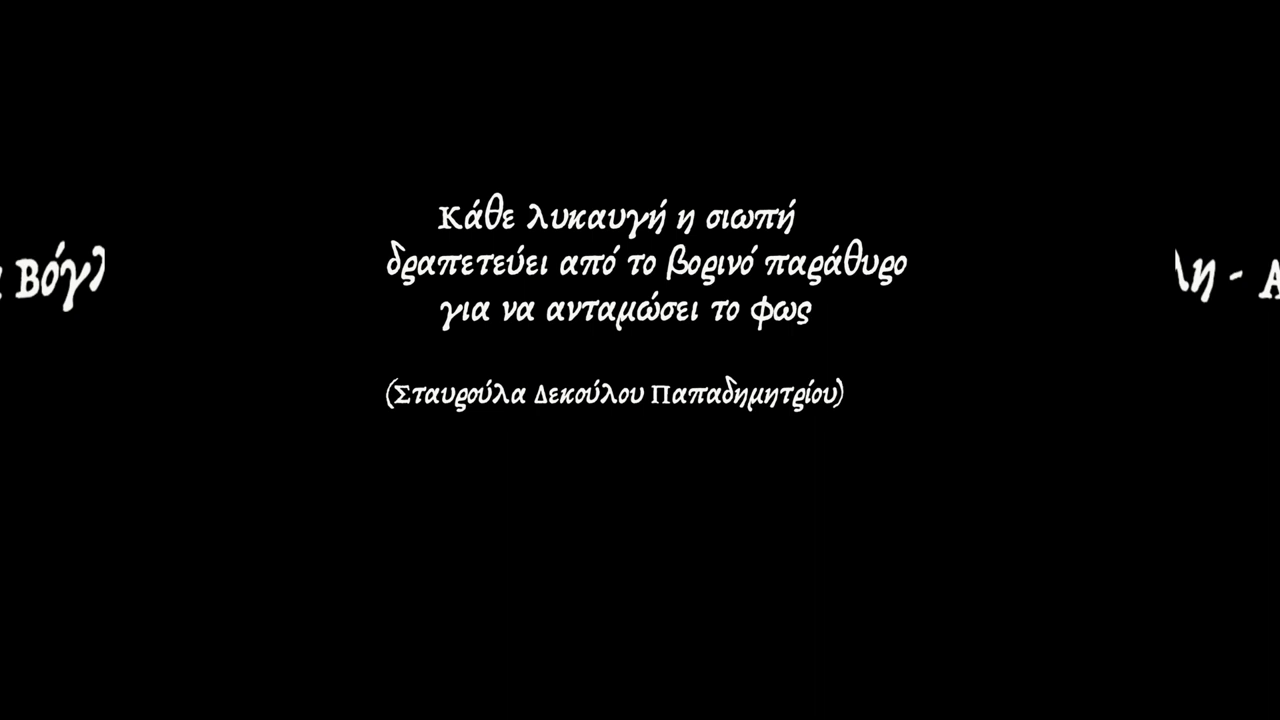 Κάθε λυκαυγή η σιωπή
δραπετεύει από το βορινό παράθυρο
για να ανταμώσει το φως
(Σταυρούλα Δεκούλου Παπαδημητρίου)